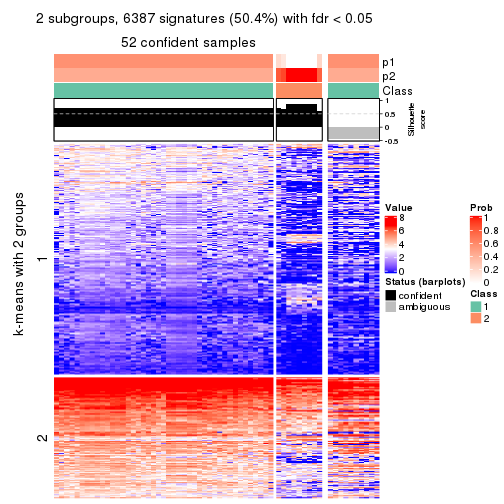 2 subgroups, 6387 signatures (50.4%) with fdr < 0.05
52 confident samples
p1
p2
Class
1
0.5
0
-0.5
Silhouette
score
k-means with 2 groups
1
2
Value
8
6
4
2
0
Status (barplots)
confident
ambiguous
Prob
1
0.8
0.6
0.4
0.2
0
Class
1
2